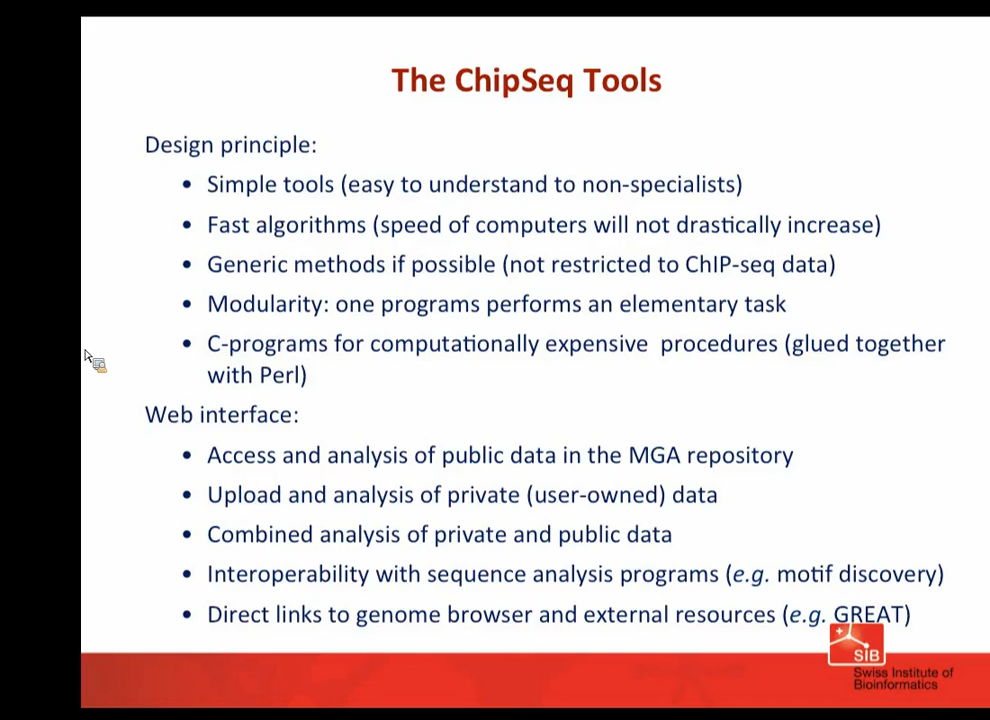 The ChipSeq Tools
Design principle:
• Simple tools (easy to understand to non-specialists)
• Fast algorithms (speed of computers will not drastically increase)
• Generic methods if possible (not restricted to ChIP-seq data)
• Modularity: one programs performs an elementary task
• C-programs for computationally expensive procedures (glued together
with Perl)
Web interface:
• Access and analysis of public data in the MGA repository
• Upload and analysis of private (user-owned) data
• Combined analysis of private and public data
• Interoperability with sequence analysis programs (e.g. motif discovery)
• Direct links to genome browser and external resources (e.g. GREAT)
SIB
Swiss Institute of
Bioinformatics